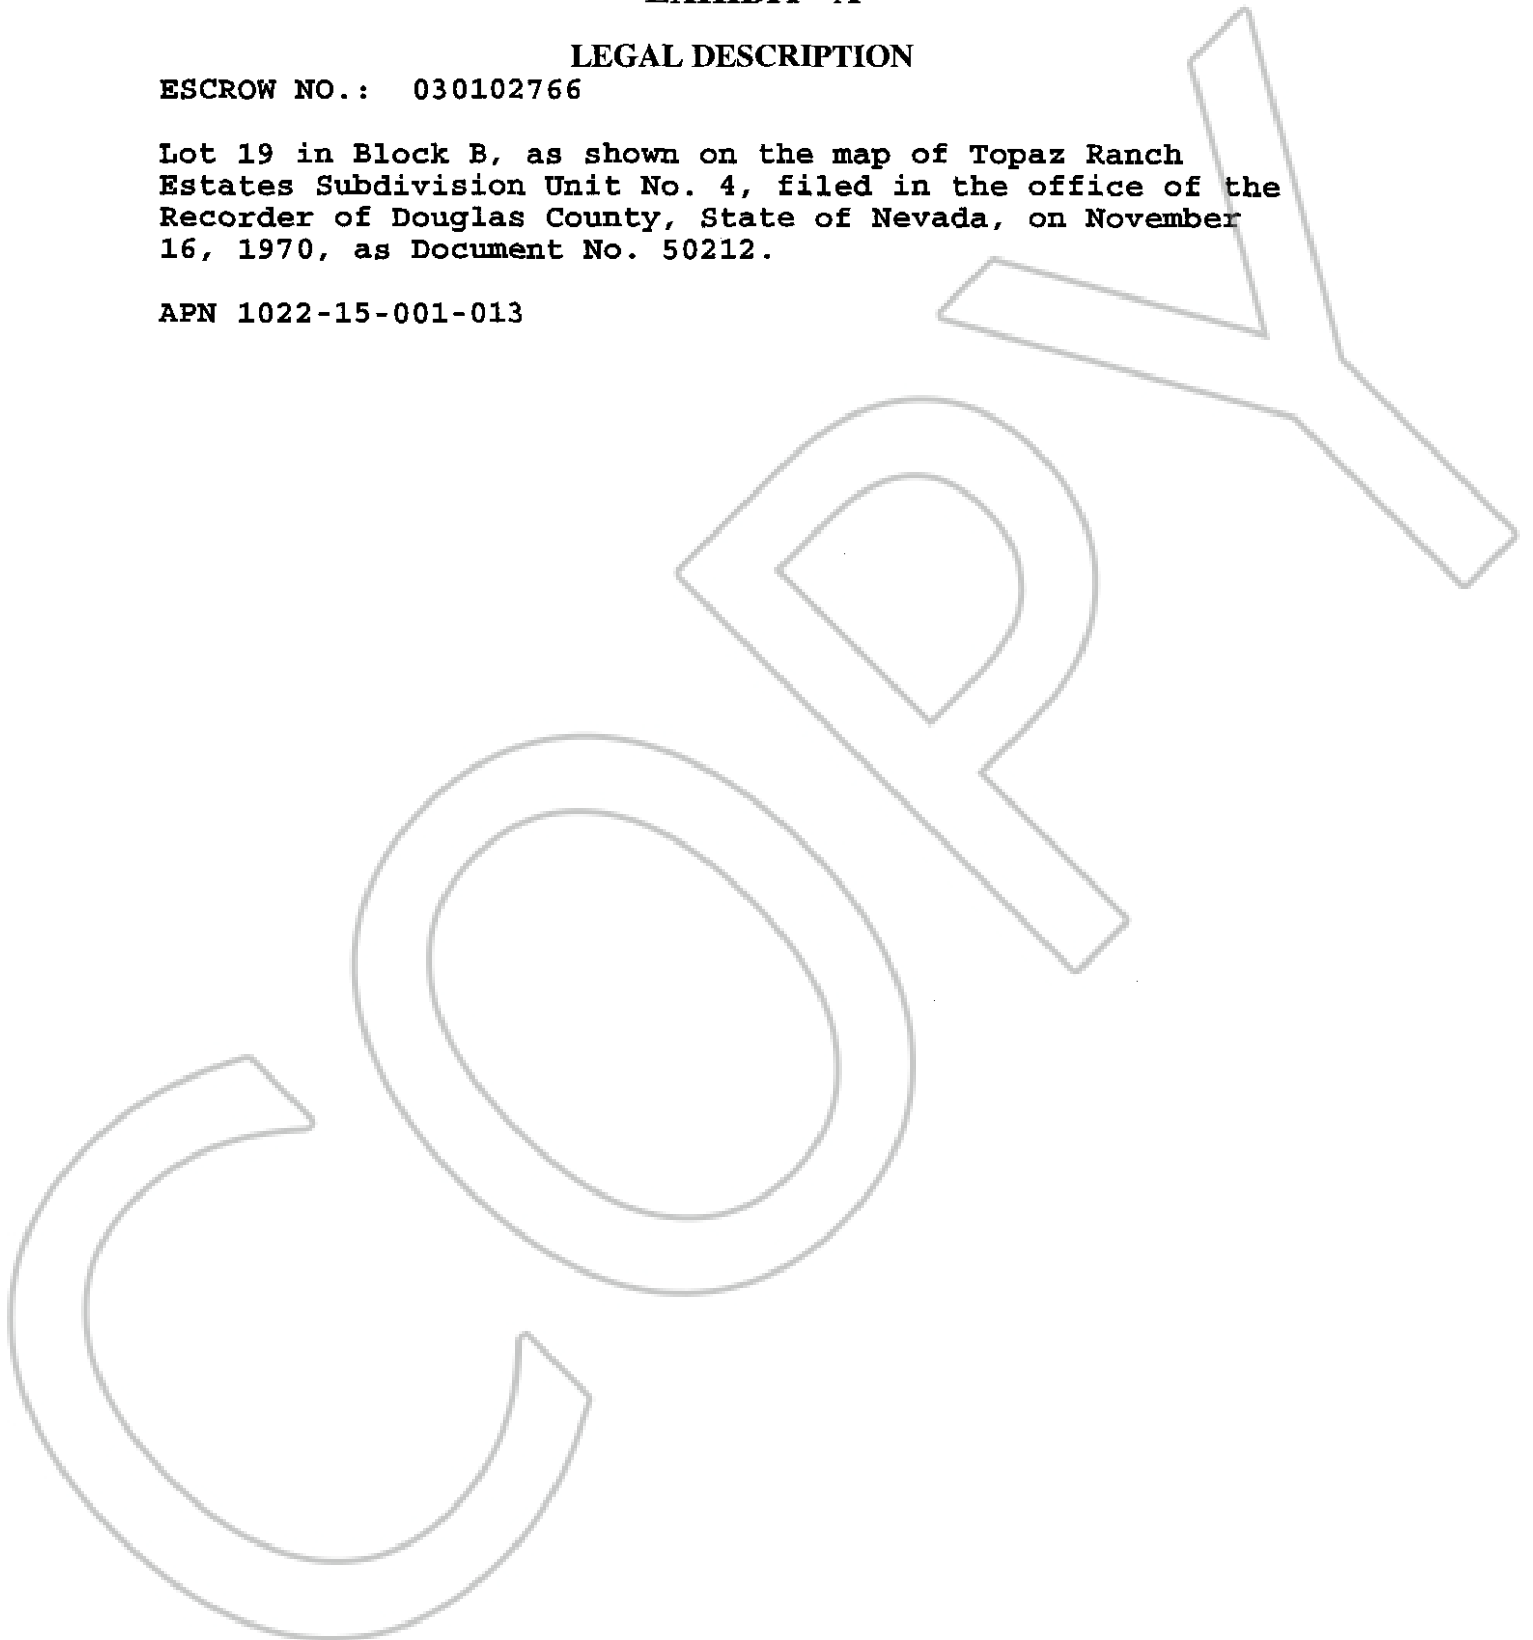 EXHIBIT "A"
LEGAL DESCRIPTION
ESCROW NO.: 030102766
Lot 19 in Block B, as shown on the map of Topaz Ranch
Estates Subdivision Unit No. 4, filed in the office of the
Recorder of Douglas County, State of Nevada, on November
16, 1970, as Document No. 50212.
APN 1022-15-001-013
COPY